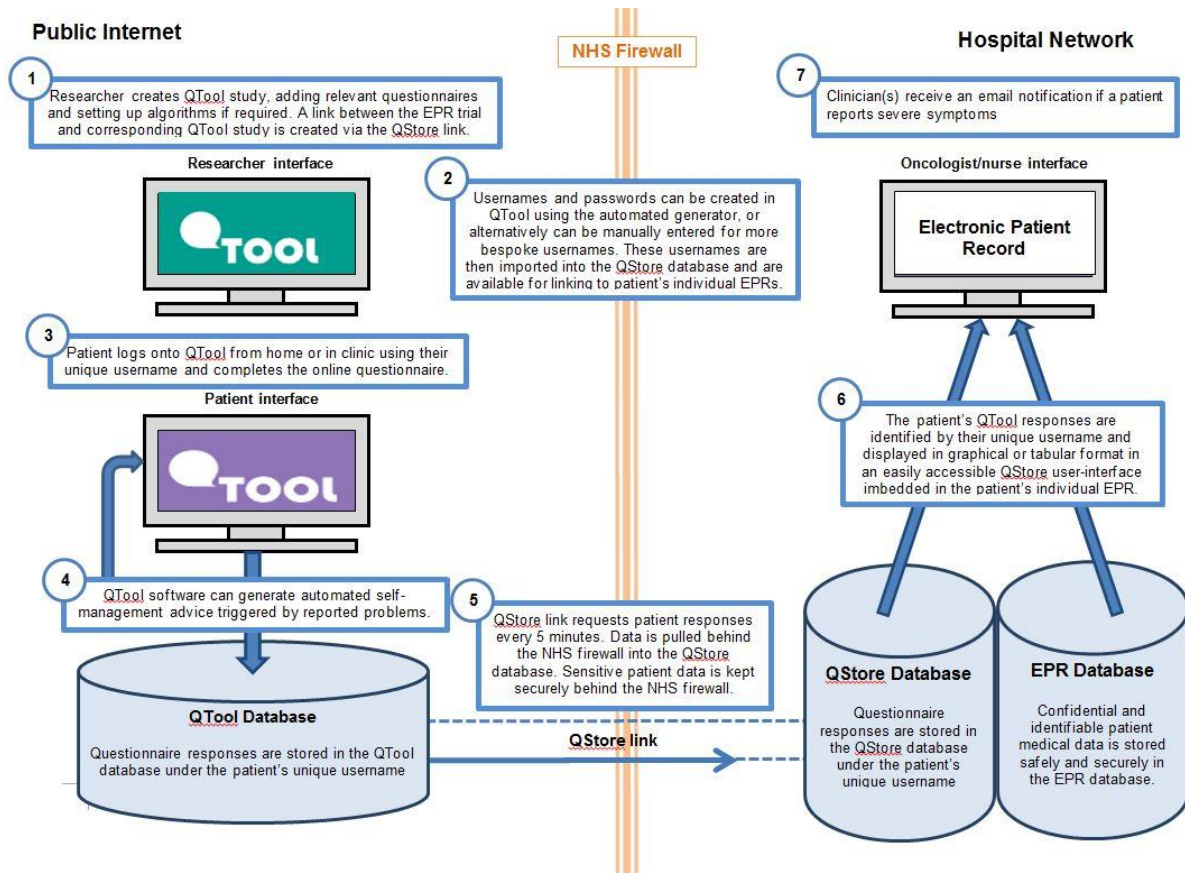 Public Internet
NHS Firewall
Hospital Network
1
Researcher creates QTool study, adding relevant questionnaires
and setting up algorithms if required. A link between the EPR trial
and corresponding QTool study is created via the QStore link.
Researcher interface
QTOOL
2
Usernames and passwords can be created in
QTool using the automated generator, or
alternatively can be manually entered for more
bespoke usernames. These usernames are
then imported into the QStore database and are
available for linking to patient's individual EPRs.
3
Patient logs onto QTool from home or in clinic using their
unique username and completes the online questionnaire.
Patient interface
QTOOL
4
QTool software can generate automated self-
management advice triggered by reported problems.
QTool Database
Questionnaire responses are stored in the QTool
database under the patient's unique username
5
QStore link requests patient responses
every 5 minutes. Data is pulled behind
the NHS firewall into the QStore
database. Sensitive patient data is kept
securely behind the NHS firewall.
QStore link
7
Clinician(s) receive an email notification if a patient
reports severe symptoms
Oncologist/nurse interface
Electronic Patient
Record
6
The patient's QTool responses are
identified by their unique username and
displayed in graphical or tabular format in
an easily accessible QStore user-interface
imbedded in the patient's individual EPR.
QStore Database
Questionnaire
responses are stored in
the QStore database
under the patient's
unique username
EPR Database
Confidential and
identifiable patient
medical data is stored
safely and securely in
the EPR database.